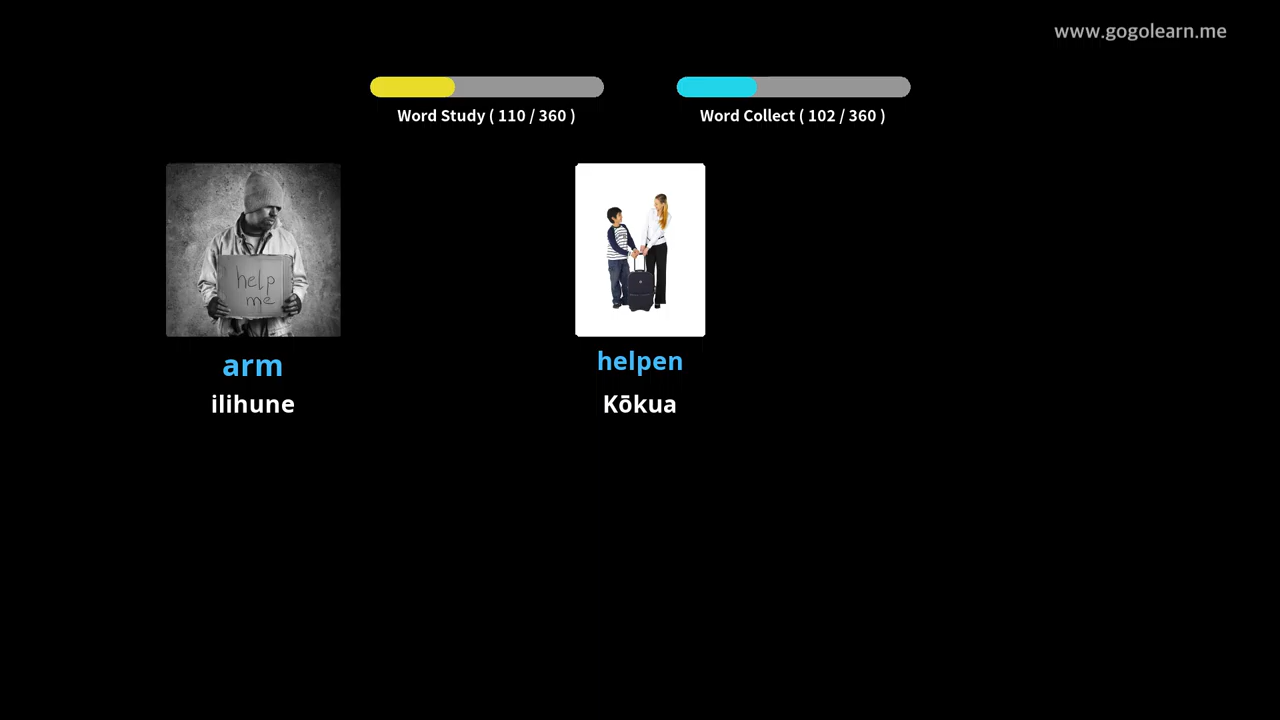 www.gogolearn.me
Word Study ( 110 / 360 )
Word Collect ( 102 / 360 )
help
me
arm
helpen
ilihune
Kōkua